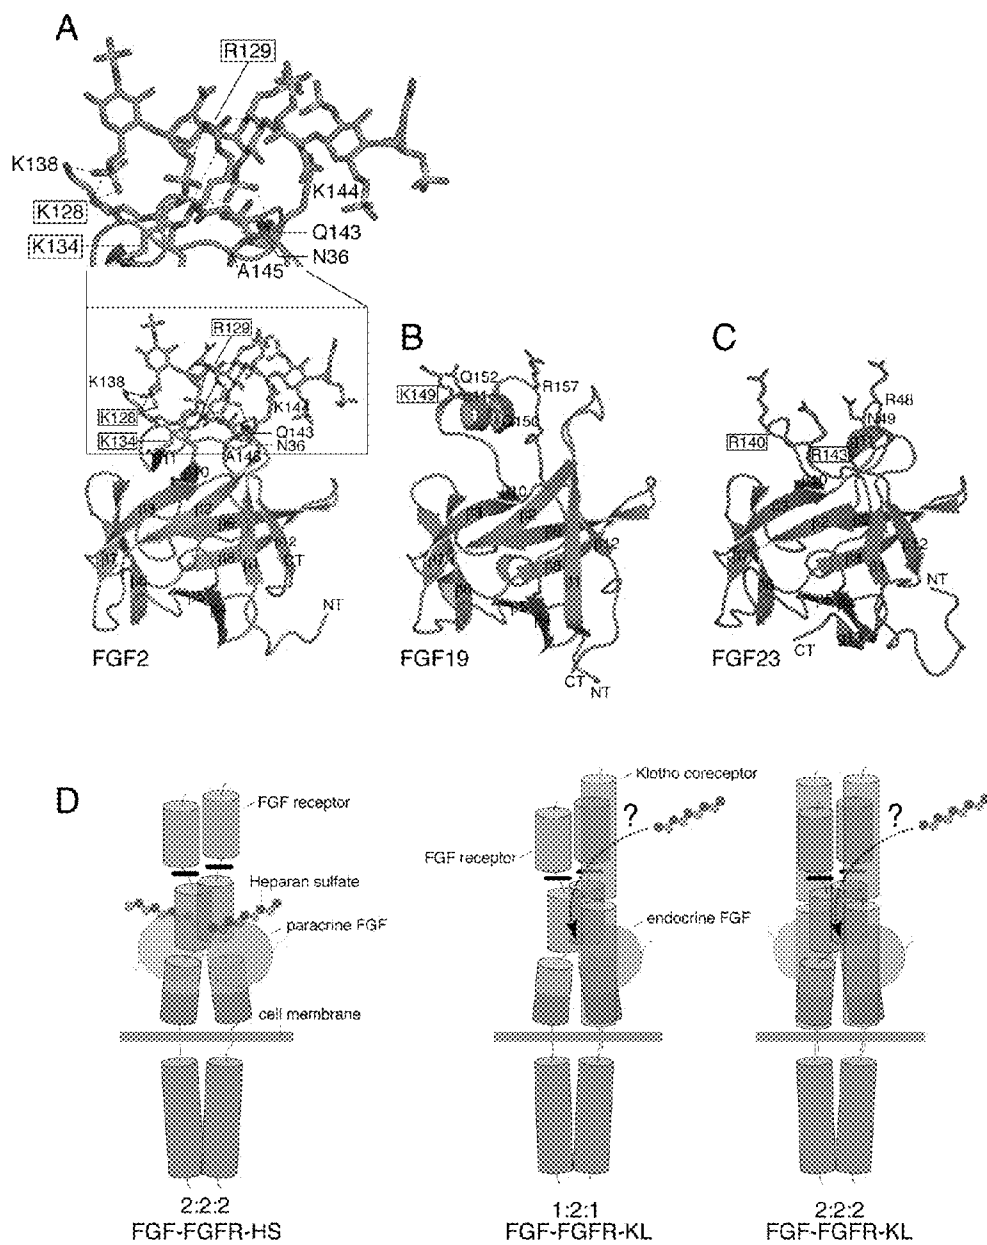 A
R129
K138
K128
K134
K144
Q143
N36
A145
R129
K138
K128
K134
K144
Q143
N36
A145
CT
NT
FGF2
B
K149
Q152
R157
CT
NT
FGF19
C
R48
N49
R140
R143
NT
CT
FGF23
D
FGF receptor
Heparan sulfate
paracrine FGF
cell membrane
2:2:2
FGF-FGFR-HS
Klotho coreceptor
?
FGF receptor
endocrine FGF
1:2:1
FGF-FGFR-KL
?
2:2:2
FGF-FGFR-KL